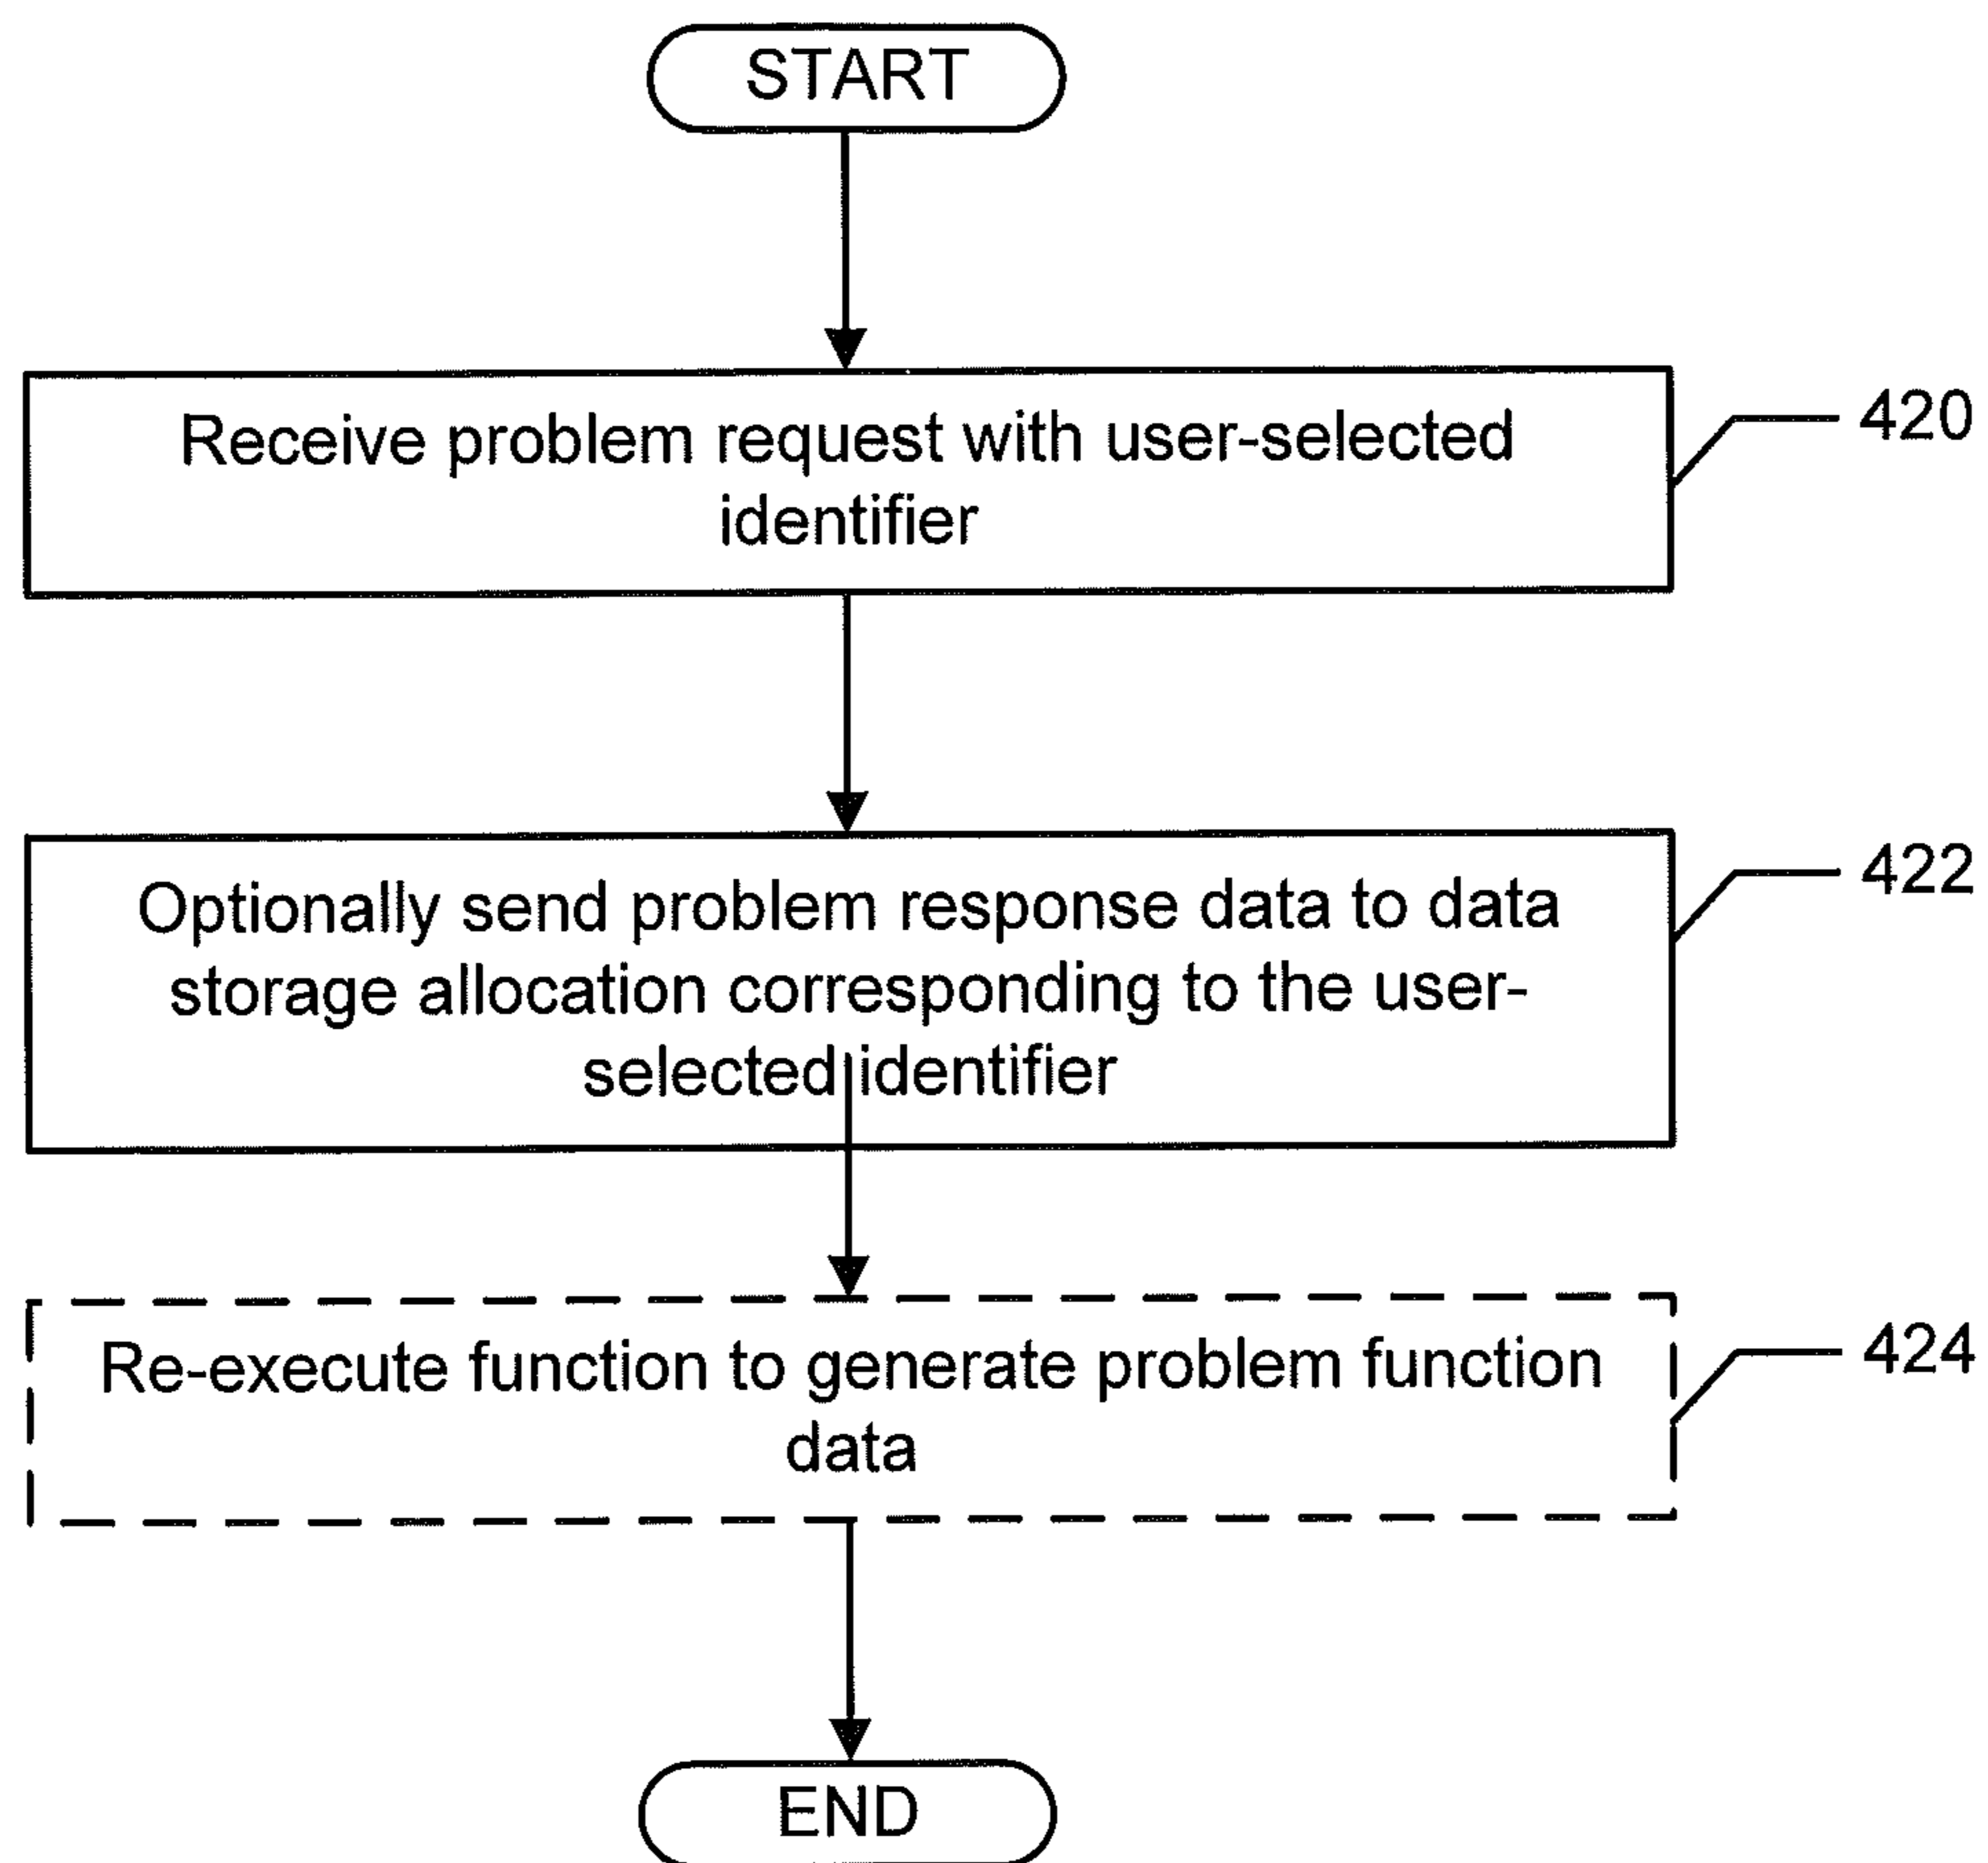 START
Receive problem request with user-selected
identifier
420
Optionally send problem response data to data
storage allocation corresponding to the user-
selected identifier
422
Re-execute function to generate problem function
data
424
END